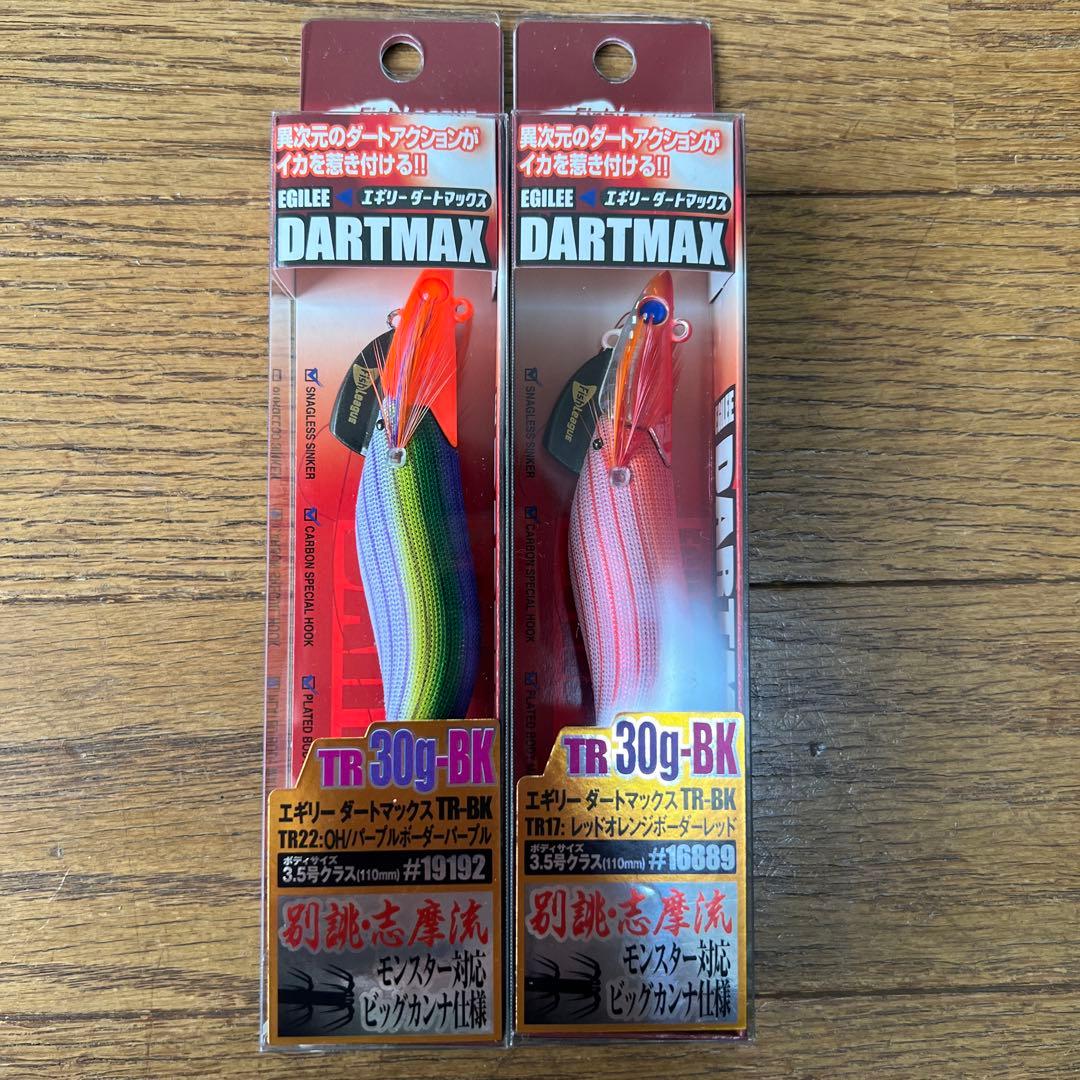 異次元のダートアクションが
イカを惹き付ける!!
EGILEE エギリーダートマックス
DARTMAX
FishLeague
SNAGLESS SINKER
CARBON SPECIAL HOOK
TR 30g-BK
エギリー ダートマックス TR-BK
TR22:OH/パープルボーダーパープル
ボディサイズ
3.5号クラス(110mm) #19192
別誂・志摩流
モンスター対応
ビッグカンナ仕様
異次元のダートアクションが
イカを惹き付ける!!
EGILEE エギリーダートマックス
DARTMAX
FishLeague
SNAGLESS SINKER
CARBON SPECIAL HOOK
TR 30g-BK
エギリー ダートマックス TR-BK
TR17: レッドオレンジボーダーレッド
ボディサイズ
3.5号クラス(110mm) #16889
別誂・志摩流
モンスター対応
ビッグカンナ仕様